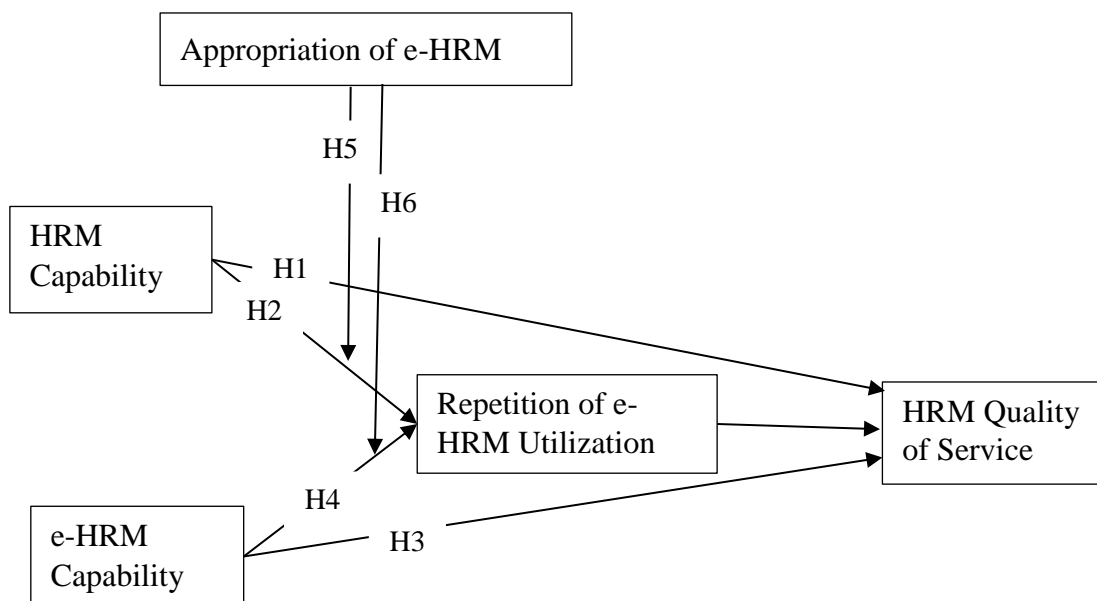 Appropriation of e-HRM
H5
H6
HRM
Capability
H1
H2
Repetition of e-
HRM Utilization
HRM Quality
of Service
H4
H3
e-HRM
Capability